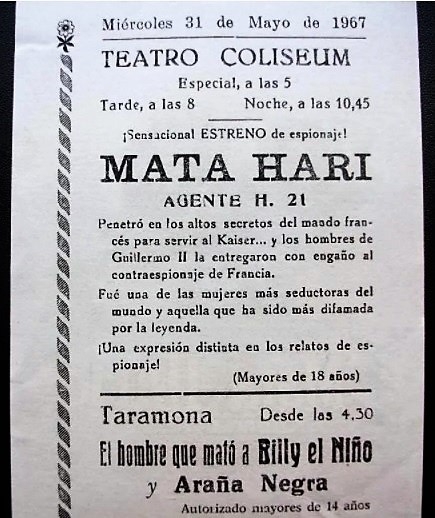 Miércoles 31 de Mayo de 1967
TEATRO COLISEUM
Especial, a las 5
Tarde, a las 8 Noche, a las 10,45
¡Sensacional ESTRENO de espionaje!
MATA HARI
AGENTE H. 21
Penetró en los altos secretos del mando fran-
cés para servir al Kaiser... y los hombres de
Guillermo II la entregaron con engaño al
contraespionaje de Francia.
Fué una de las mujeres más seductoras del
mundo y aquella que ha sido más difamada
por la leyenda.
¡Una expresión distinta en los relatos de es-
pionaje!
(Mayores de 18 años)
Taramona Desde las 4,30
El hombre que mató a Billy el Niño
y Araña Negra
Autorizado mayores de 14 años